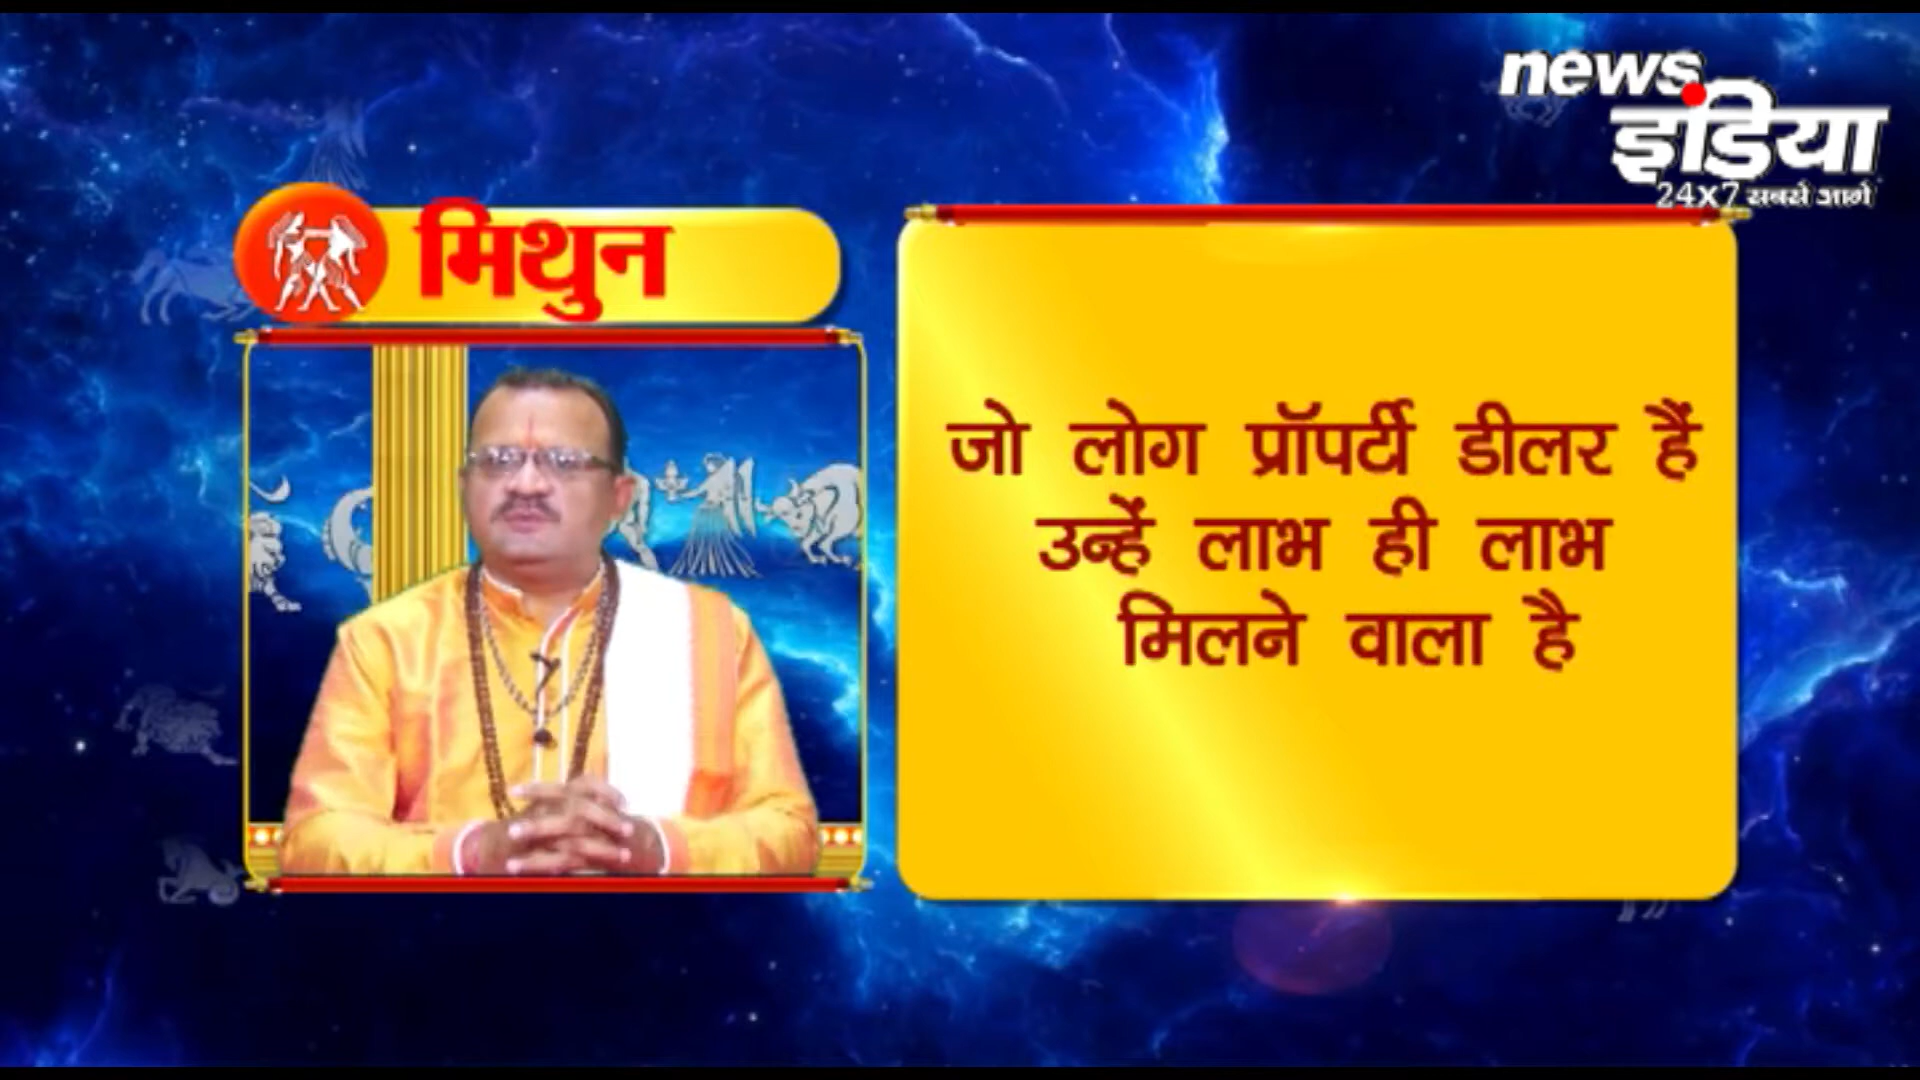 news
इंडिया
24x7 सबसे आगे
मिथुन
जो लोग प्रॉपर्टी डीलर हैं
उन्हें लाभ ही लाभ
मिलने वाला है